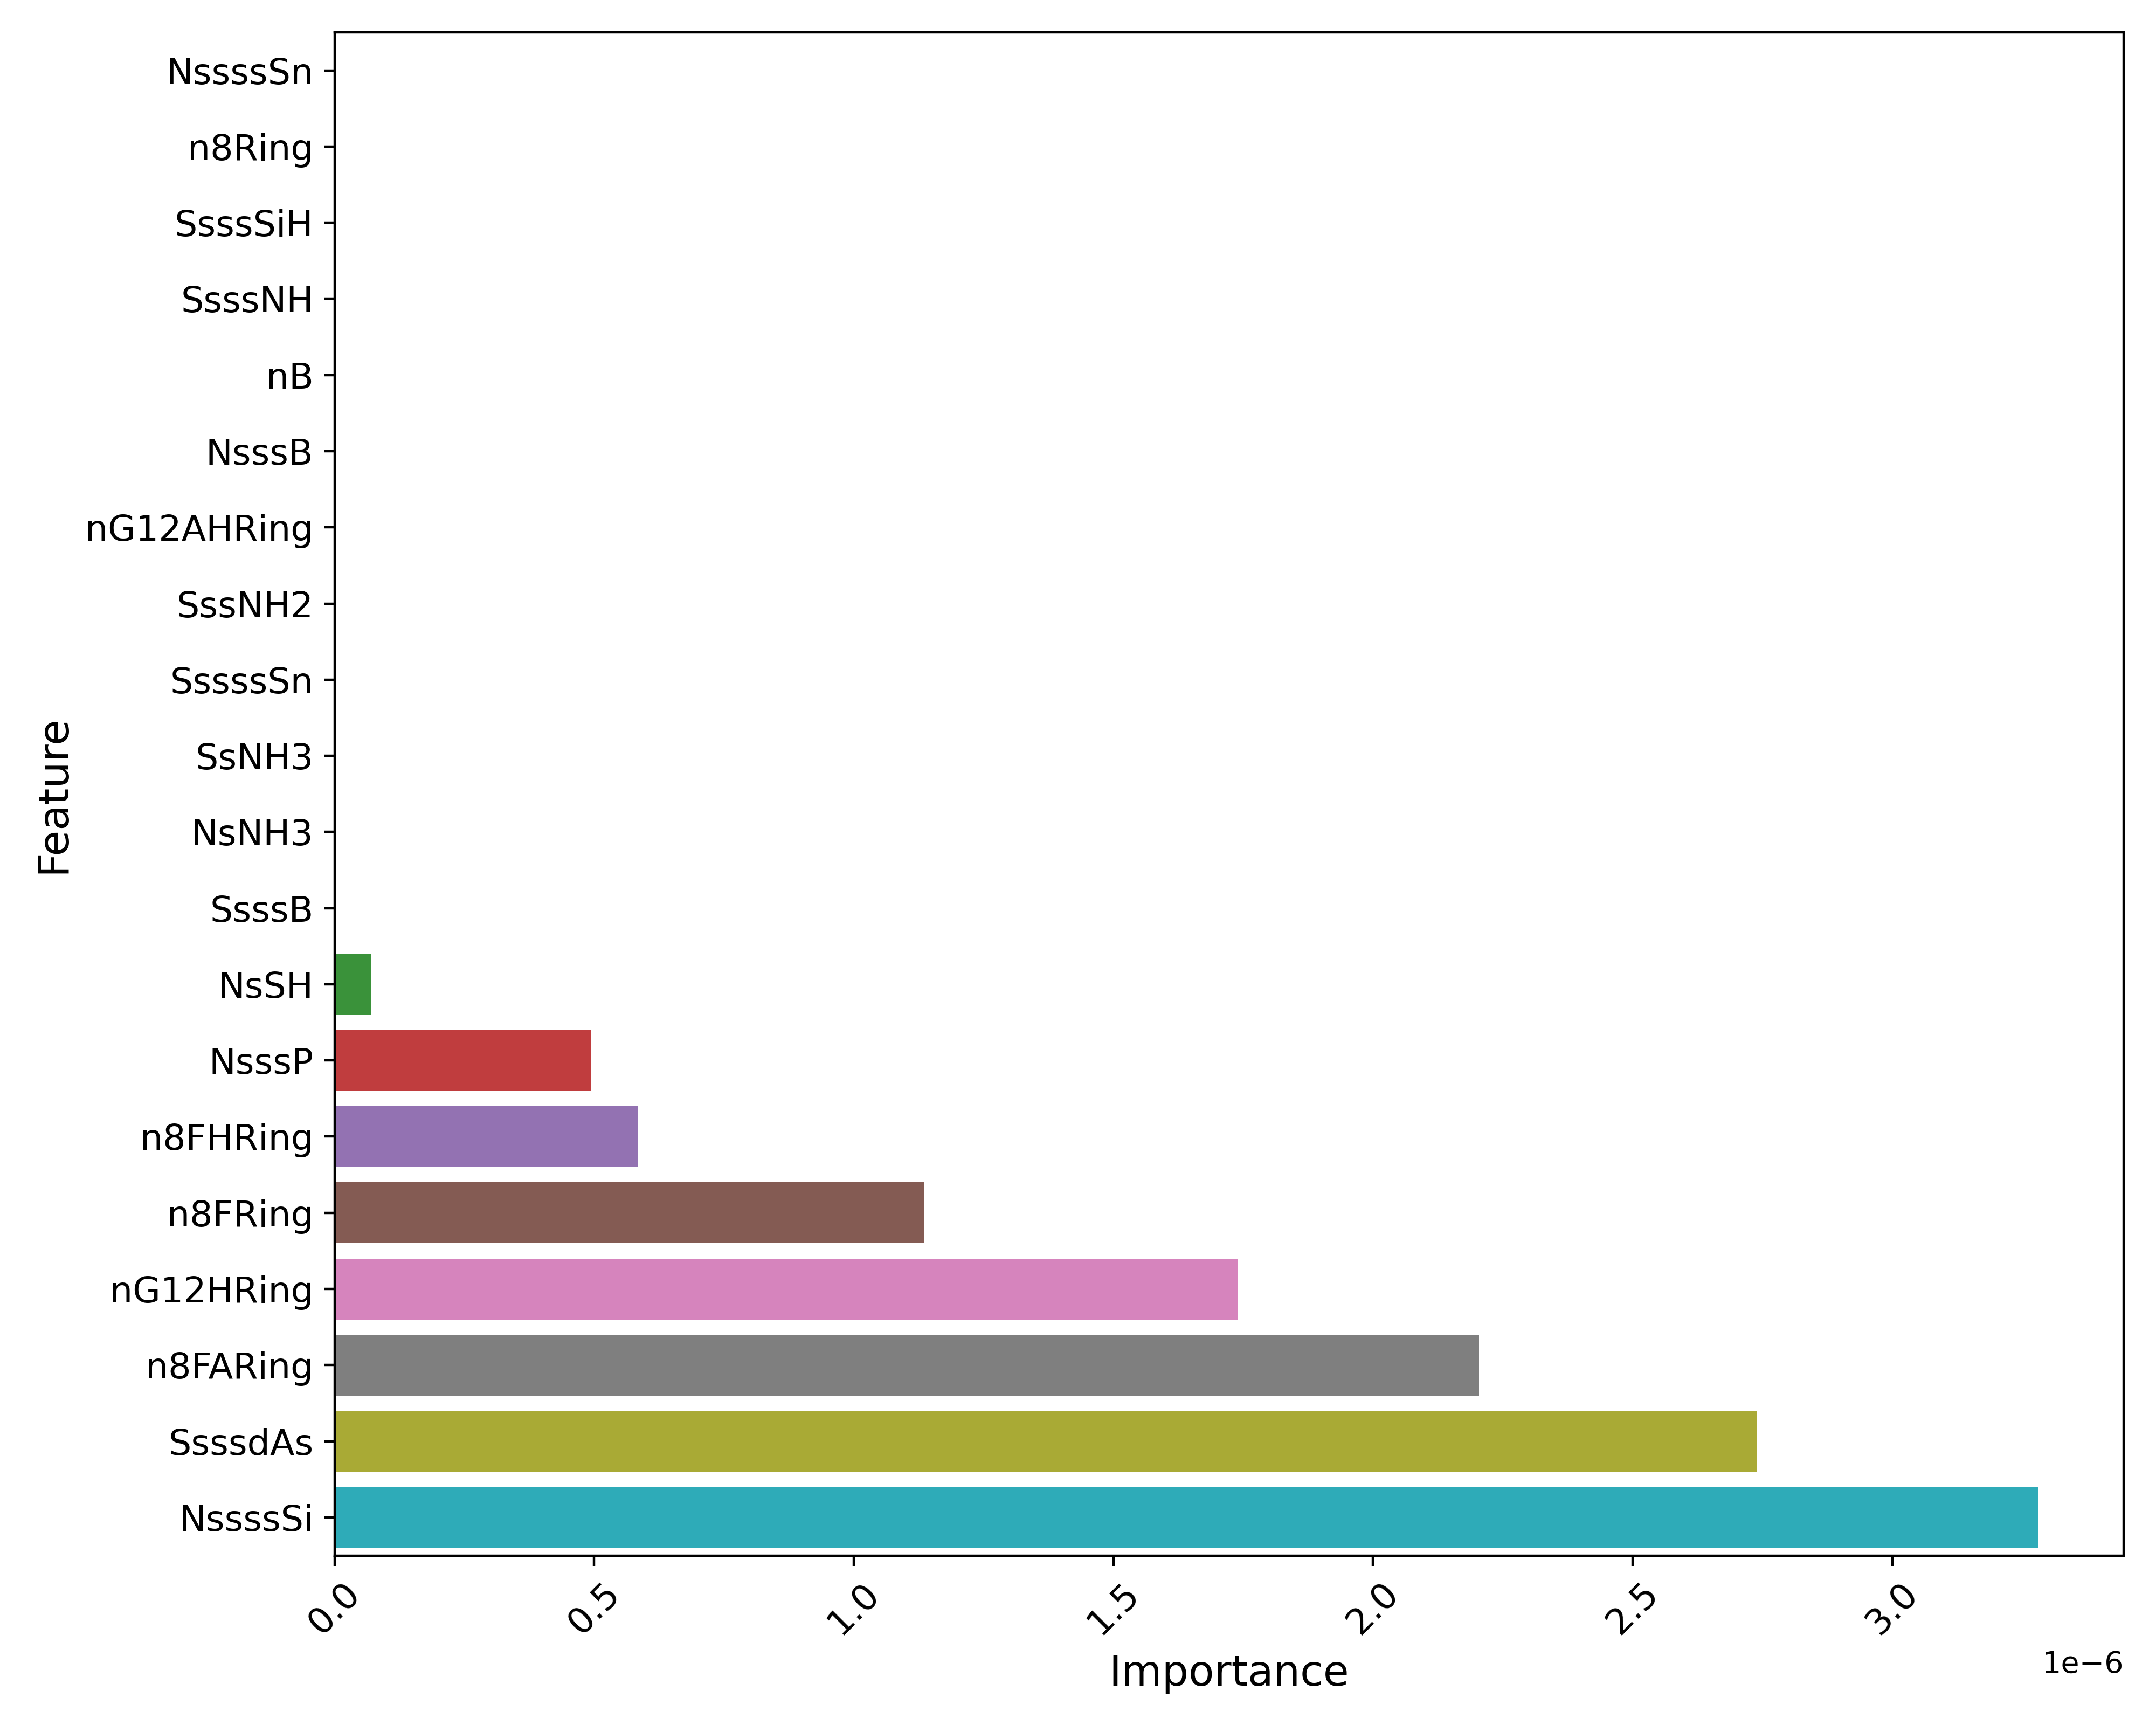 NssssSn
n8Ring
SsssSiH
SsssNH
nB
NsssB
nG12AHRing
SssNH2
SssssSn
SsNH3
NsNH3
SsssB
NsSH
NsssP
n8FHRing
n8FRing
nG12HRing
n8FARing
SsssdAs
NssssSi
Feature
0.0 0.5 1.0 1.5 2.0 2.5 3.0
1e−6
Importance